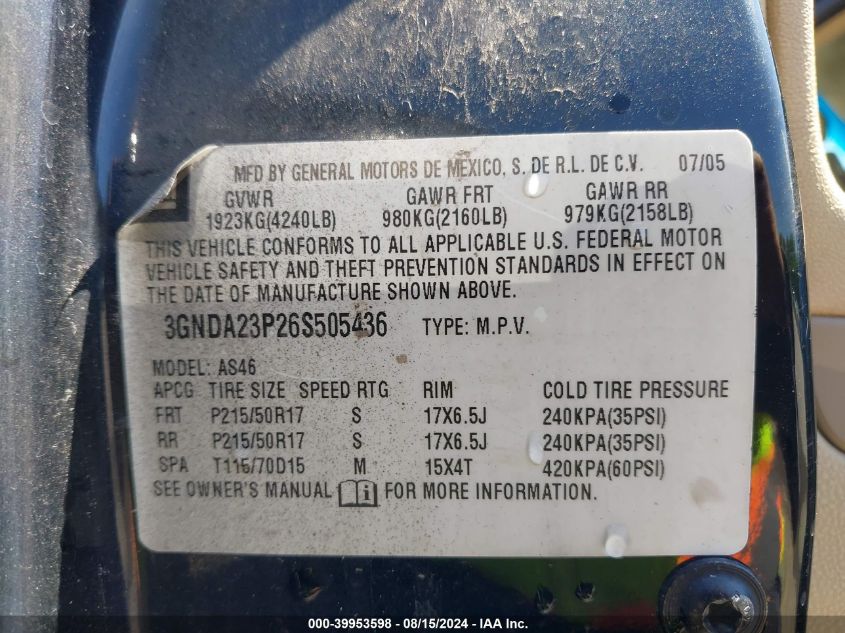 MFD BY GENERAL MOTORS DE MEXICO, S. DE R.L. DE C.V. 07/05
GVWR GAWR FRT GAWR RR
1923KG(4240LB) 980KG(2160LB) 979KG(2158LB)
THIS VEHICLE CONFORMS TO ALL APPLICABLE U.S. FEDERAL MOTOR
VEHICLE SAFETY AND THEFT PREVENTION STANDARDS IN EFFECT ON
THE DATE OF MANUFACTURE SHOWN ABOVE.
3GNDA23P26S505436 TYPE: M.P.V.
MODEL: AS46
APCG TIRE SIZE SPEED RTG RIM COLD TIRE PRESSURE
FRT P215/50R17 S 17X6.5J 240KPA(35PSI)
RR P215/50R17 S 17X6.5J 240KPA(35PSI)
SPA T115/70D15 M 15X4T 420KPA(60PSI)
SEE OWNER'S MANUAL i FOR MORE INFORMATION.
000-39953598 - 08/15/2024 - IAA Inc.